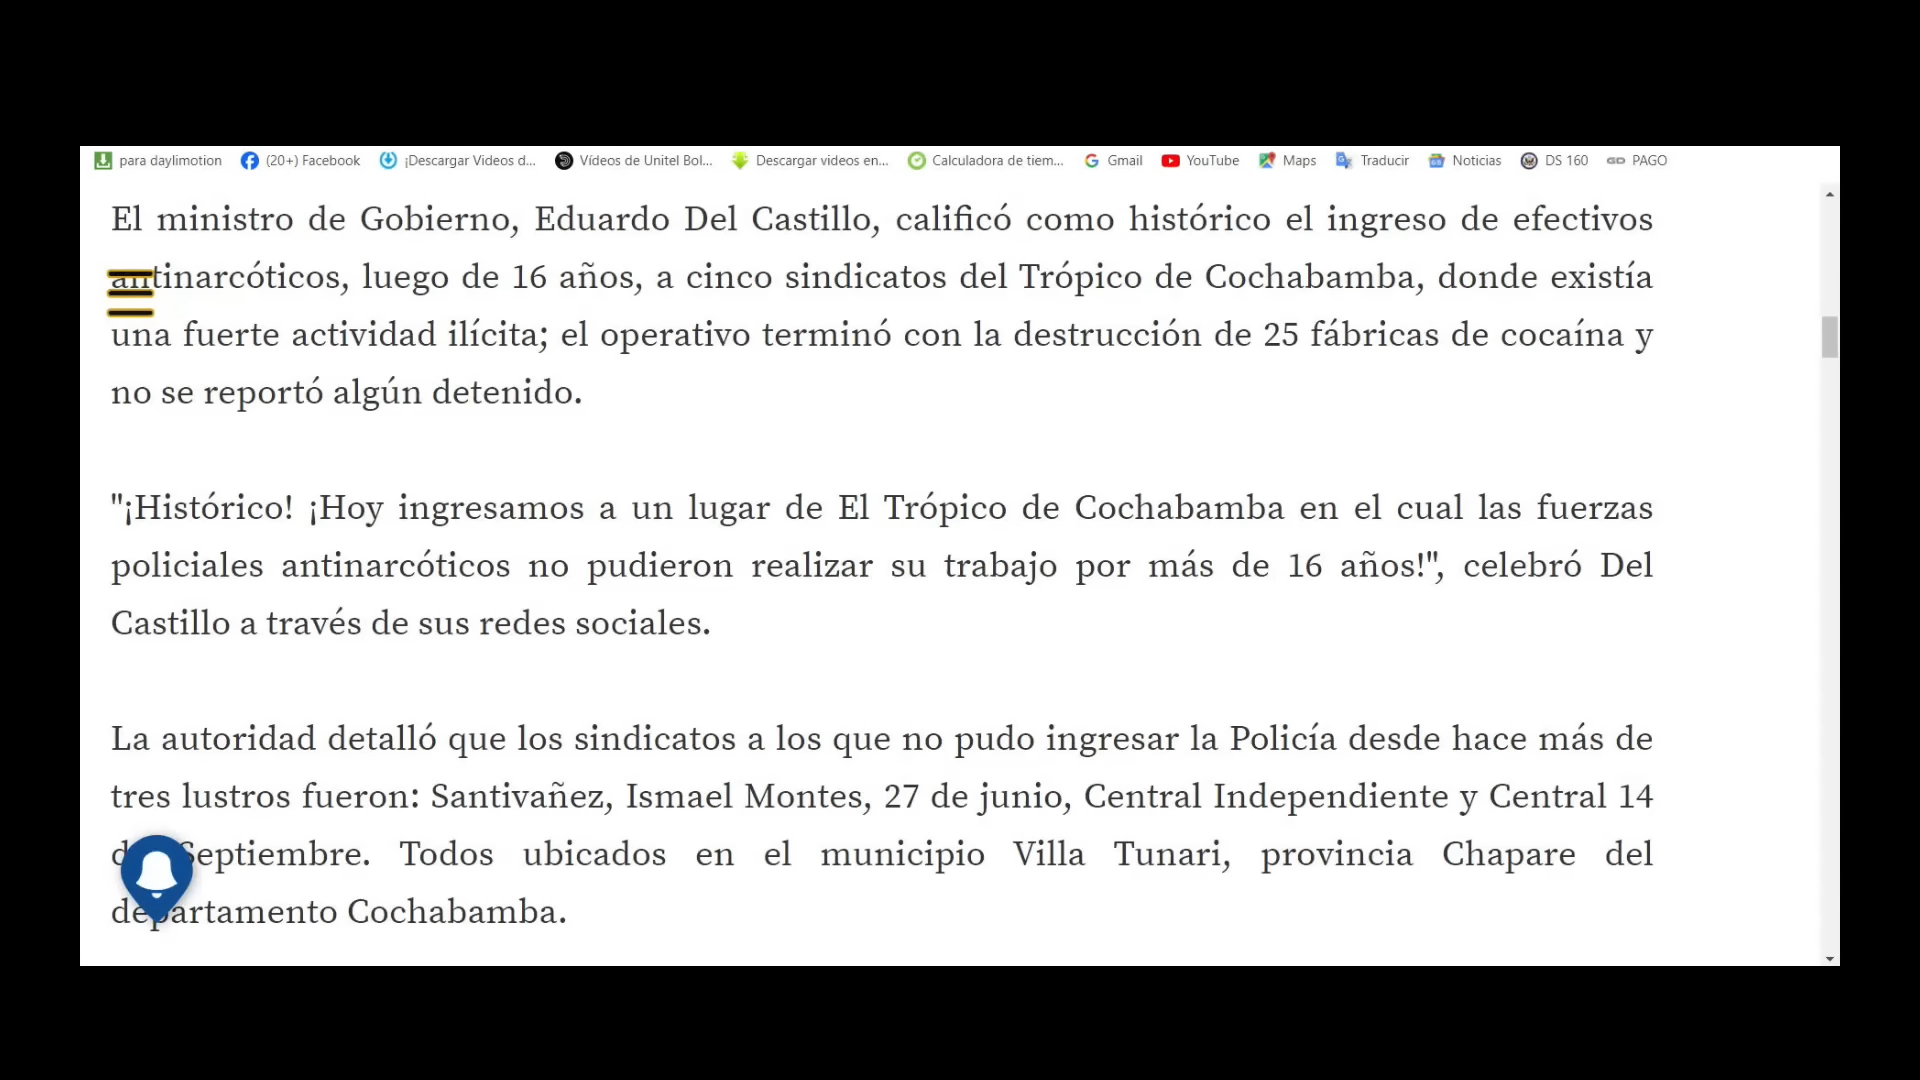 para daylimotion (20+) Facebook ¡Descargar Videos d... Vídeos de Unitel Bol... Descargar videos en... Calculadora de tiem... Gmail YouTube Maps Traducir Noticias DS 160 PAGO
El ministro de Gobierno, Eduardo Del Castillo, calificó como histórico el ingreso de efectivos
antinarcóticos, luego de 16 años, a cinco sindicatos del Trópico de Cochabamba, donde existía
una fuerte actividad ilícita; el operativo terminó con la destrucción de 25 fábricas de cocaína y
no se reportó algún detenido.
"¡Histórico! ¡Hoy ingresamos a un lugar de El Trópico de Cochabamba en el cual las fuerzas
policiales antinarcóticos no pudieron realizar su trabajo por más de 16 años!", celebró Del
Castillo a través de sus redes sociales.
La autoridad detalló que los sindicatos a los que no pudo ingresar la Policía desde hace más de
tres lustros fueron: Santivañez, Ismael Montes, 27 de junio, Central Independiente y Central 14
de Septiembre. Todos ubicados en el municipio Villa Tunari, provincia Chapare del
departamento Cochabamba.